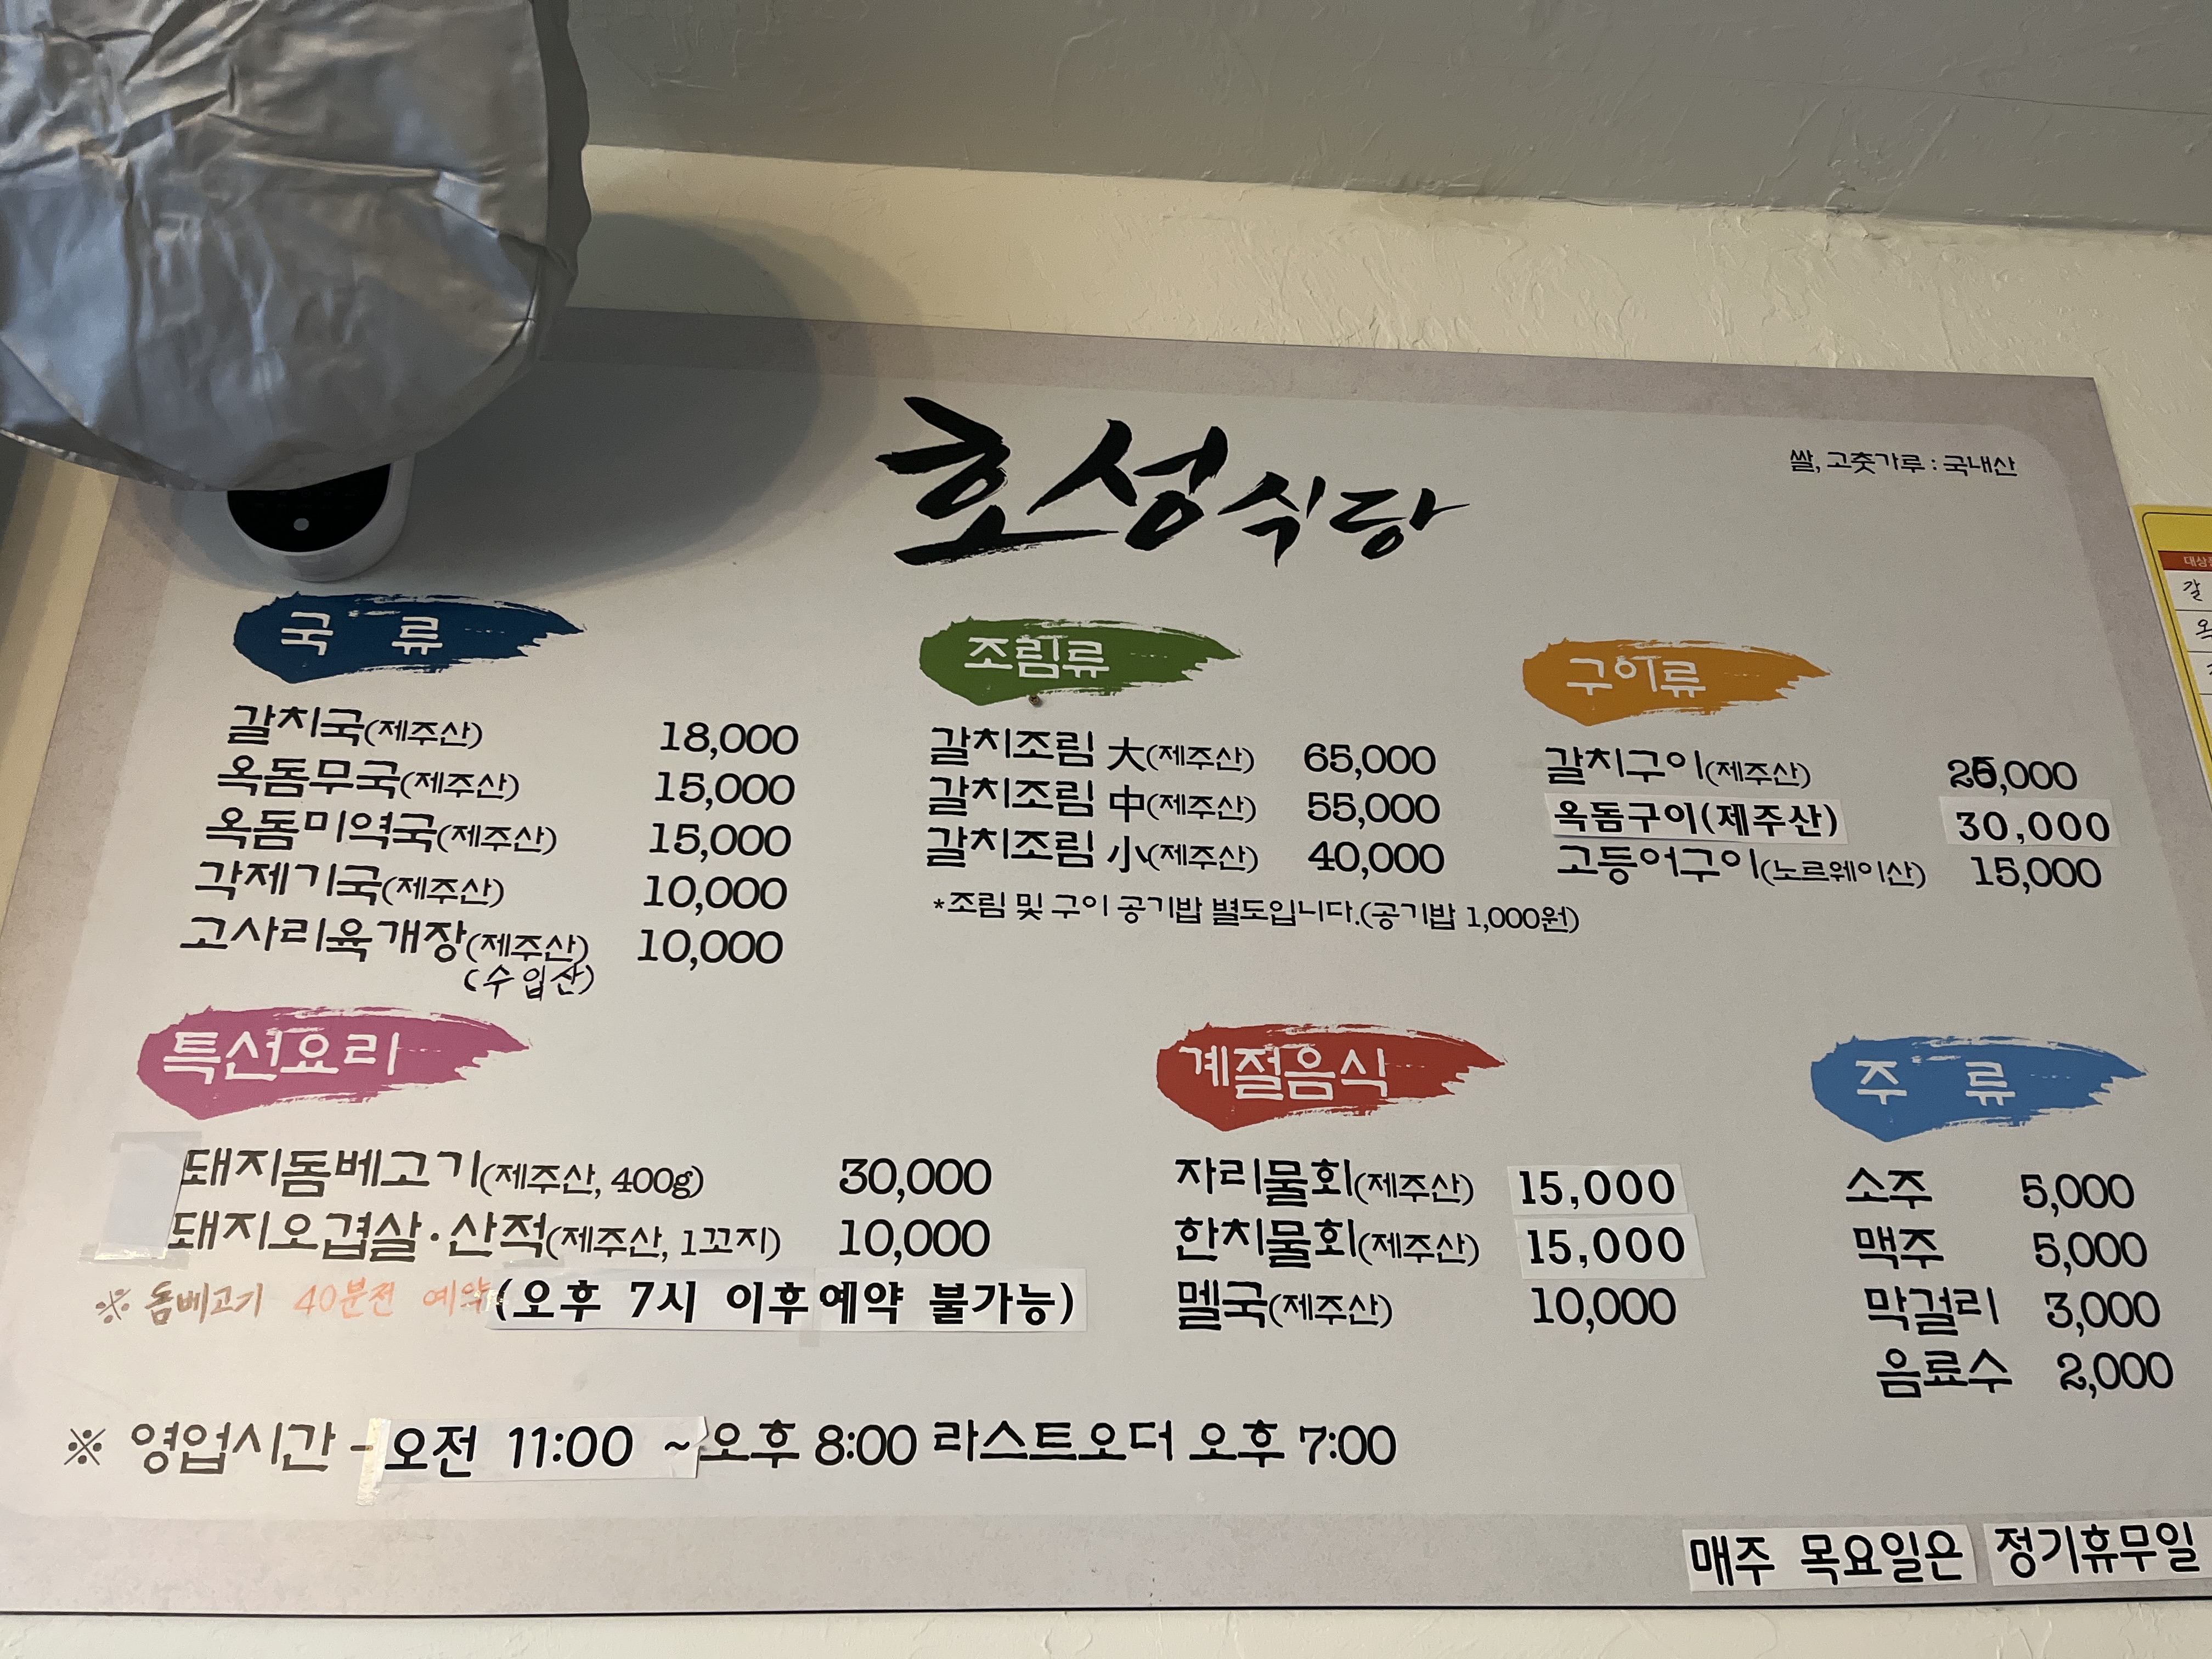 호성식당
쌀, 고춧가루 : 국내산
국 류
갈치국(제주산) 18,000
옥돔무국(제주산) 15,000
옥돔미역국(제주산) 15,000
각제기국(제주산) 10,000
고사리육개장(제주산) 10,000
(수입산)
조림류
갈치조림 大(제주산) 65,000
갈치조림 中(제주산) 55,000
갈치조림 小(제주산) 40,000
*조림 및 구이 공기밥 별도입니다.(공기밥 1,000원)
구이류
갈치구이(제주산)
옥돔구이(제주산) 30,000
고등어구이(노르웨이산) 15,000
특선요리
돼지돔베고기(제주산, 400g) 30,000
돼지오겹살·산적(제주산, 1꼬지) 10,000
※ 돔베고기 40분전 예약(오후 7시 이후예약 불가능)
계절음식
자리물회(제주산) 15,000
한치물회(제주산) 15,000
멜국(제주산) 10,000
주 류
소주 5,000
맥주 5,000
막걸리 3,000
음료수 2,000
※ 영업시간 - 오전 11:00 ~ 오후 8:00 라스트오더 오후 7:00
매주 목요일은 정기휴무일